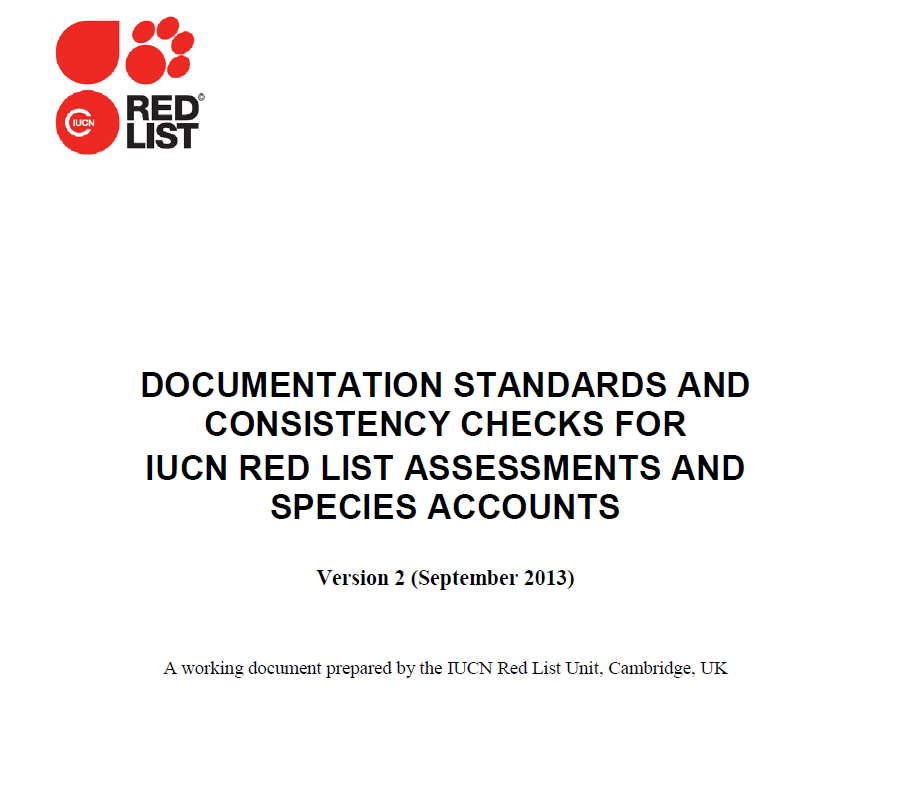 RED©
LIST
IUCN
DOCUMENTATION STANDARDS AND
CONSISTENCY CHECKS FOR
IUCN RED LIST ASSESSMENTS AND
SPECIES ACCOUNTS
Version 2 (September 2013)
A working document prepared by the IUCN Red List Unit, Cambridge, UK